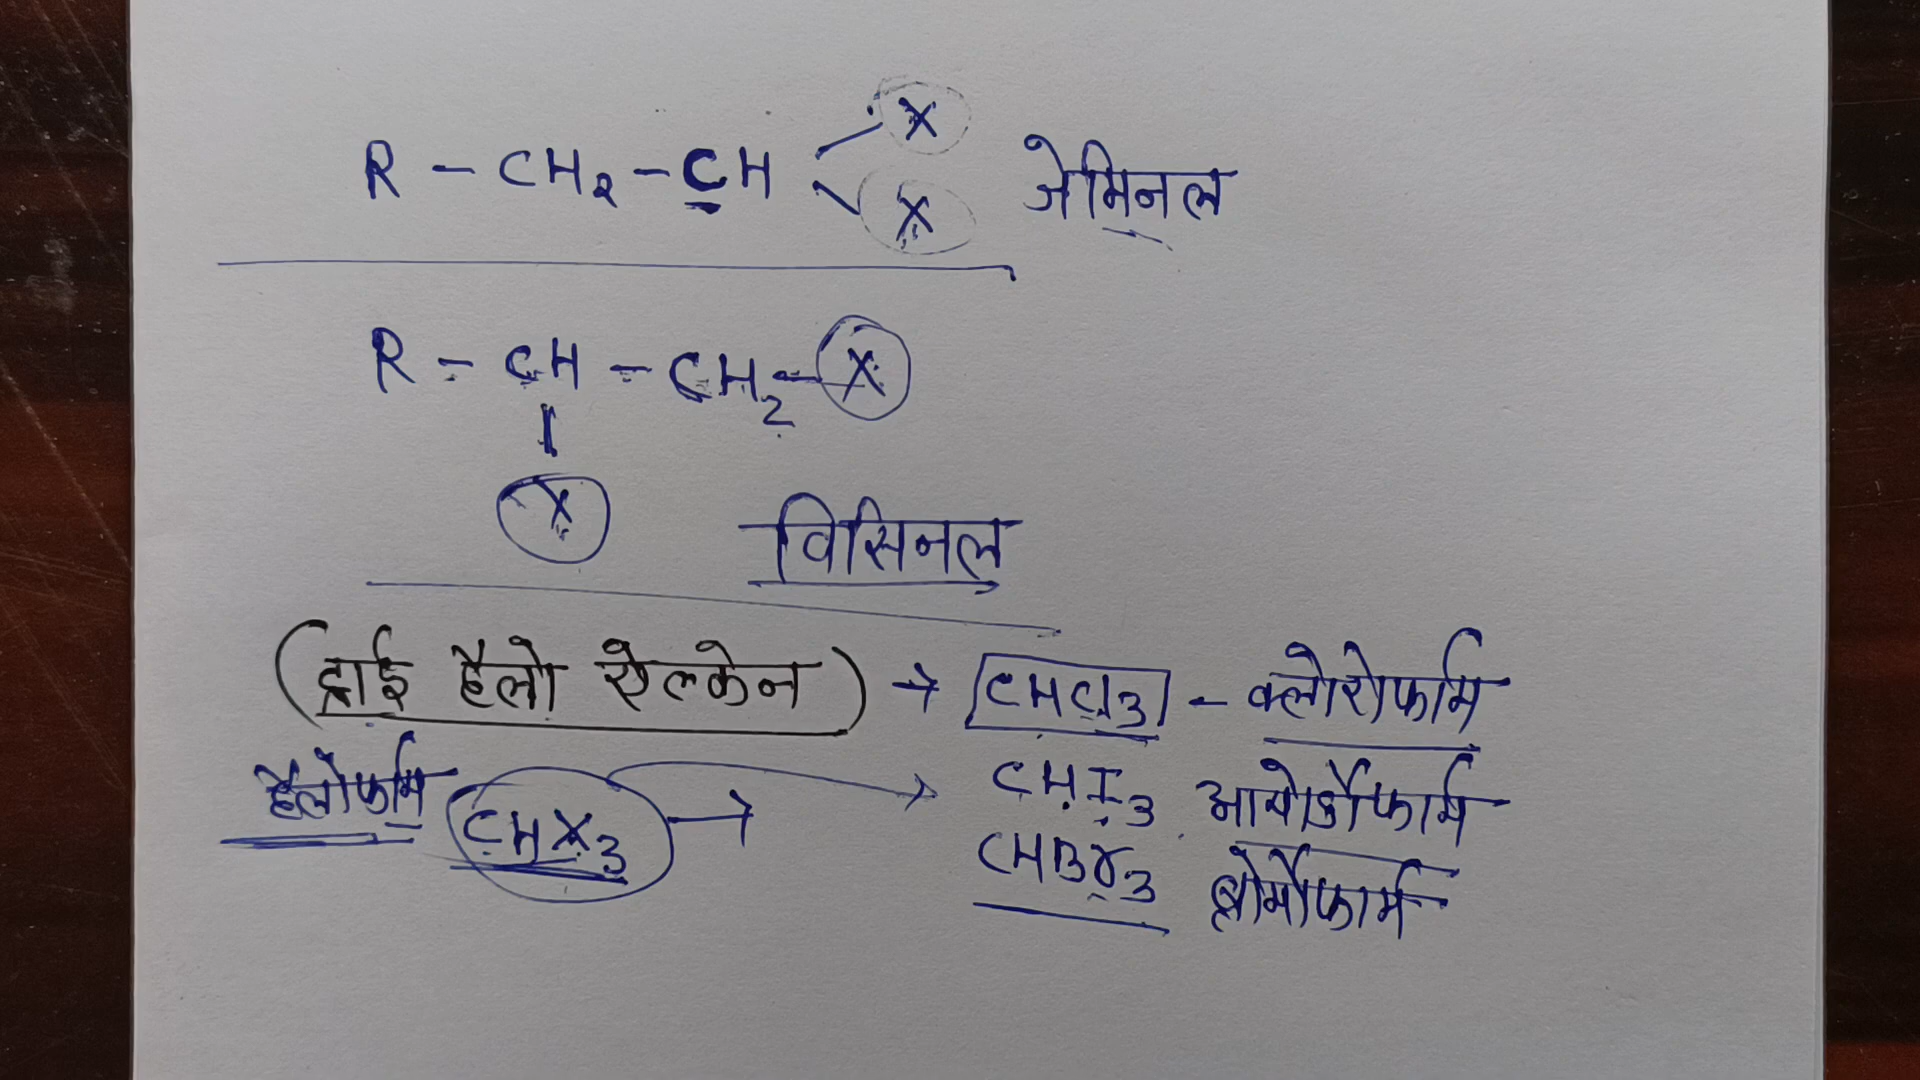 R - CH₂ - CH < X X जेमिनल
R - CH - CH₂ - X
|
X
विसिनल
(ट्राई हैलो ऐल्केन) → CHCl₃ - क्लोरोफार्म
हैलोफार्म CHX₃ → CHI₃ आयोडोफार्म
CHBr₃ ब्रोमोफार्म